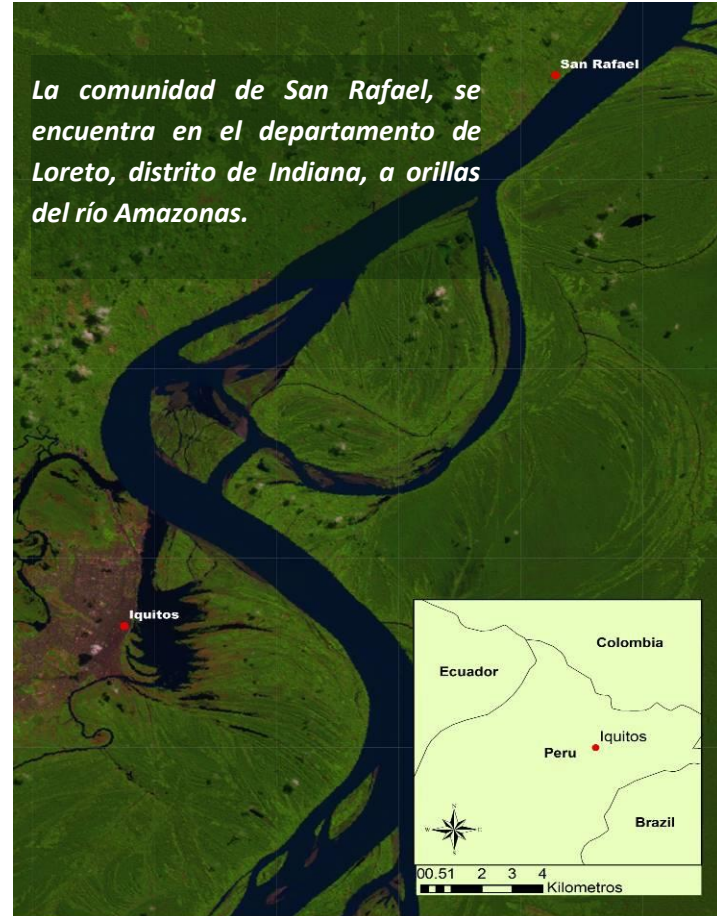 San Rafael
La comunidad de San Rafael, se
encuentra en el departamento de
Loreto, distrito de Indiana, a orillas
del río Amazonas.
Iquitos
Colombia
Ecuador
Iquitos
Peru
Brazil
N
W E
S
00.51 2 3 4
Kilometros